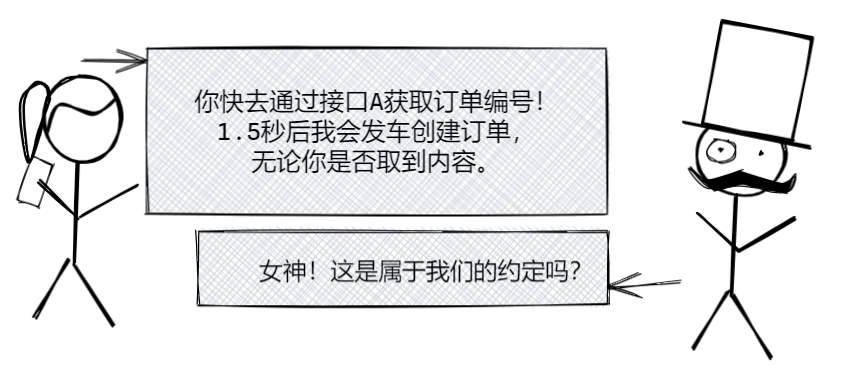 你快去通过接口A获取订单编号！
1.5秒后我会发车创建订单，
无论你是否取到内容。
女神！这是属于我们的约定吗？